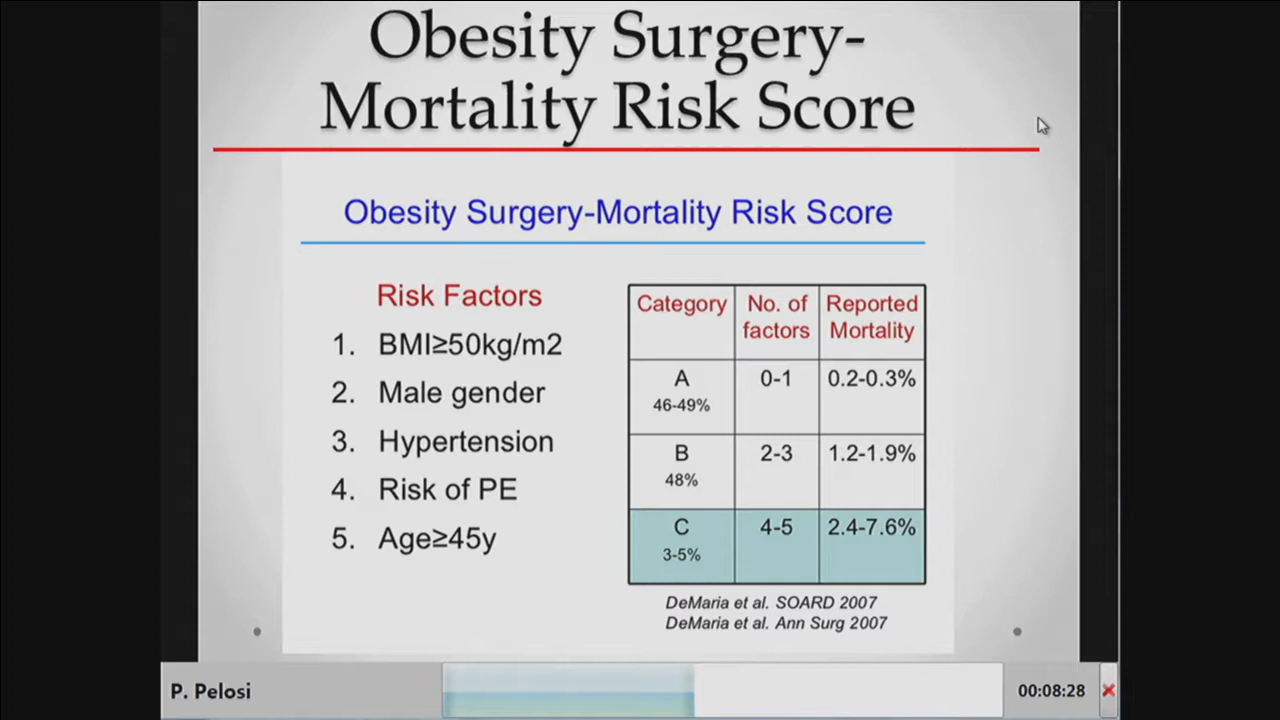 Obesity Surgery-
Mortality Risk Score
Obesity Surgery-Mortality Risk Score
Risk Factors
1. BMI≥50kg/m2
2. Male gender
3. Hypertension
4. Risk of PE
5. Age≥45y
Category No. of factors Reported Mortality
A 46-49% 0-1 0.2-0.3%
B 48% 2-3 1.2-1.9%
C 3-5% 4-5 2.4-7.6%
DeMaria et al. SOARD 2007
DeMaria et al. Ann Surg 2007
P. Pelosi 00:08:28